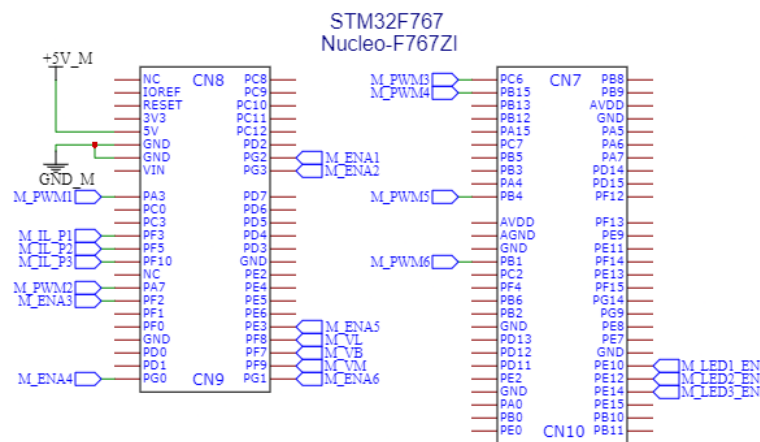 STM32F767
Nucleo-F767ZI
+5V_M
NC CN8 PC8
IOREF PC9
RESET PC10
3V3 PC11
5V PC12
GND PD2
GND PG2 M_ENA1
VIN PG3 M_ENA2
GND_M
M_PWM1 PA3 PD7
PC0 PD6
PC3 PD5
M_IL_P1 PF3 PD4
M_IL_P2 PF5 PD3
M_IL_P3 PF10 GND
NC PE2
M_PWM2 PA7 PE4
M_ENA3 PF2 PE5
PF1 PE6
PF0 PE3 M_ENA5
GND PF8 M_VL
PD0 PF7 M_VB
PD1 PF9 M_VM
M_ENA4 PG0 CN9 PG1 M_ENA6
M_PWM3 PC6 CN7 PB8
M_PWM4 PB15 PB9
PB13 AVDD
PB12 GND
PA15 PA5
PC7 PA6
PB5 PA7
PB3 PD14
PA4 PD15
M_PWM5 PB4 PF12
AVDD PF13
AGND PE9
GND PE11
M_PWM6 PB1 PF14
PC2 PE13
PF4 PF15
PB6 PG14
PB2 PG9
GND PE8
PD13 PE7
PD12 GND
PD11 PE10 M_LED1_EN
PE2 PE12 M_LED2_EN
GND PE14 M_LED3_EN
PA0 PE15
PB0 PB10
PE0 CN10 PB11